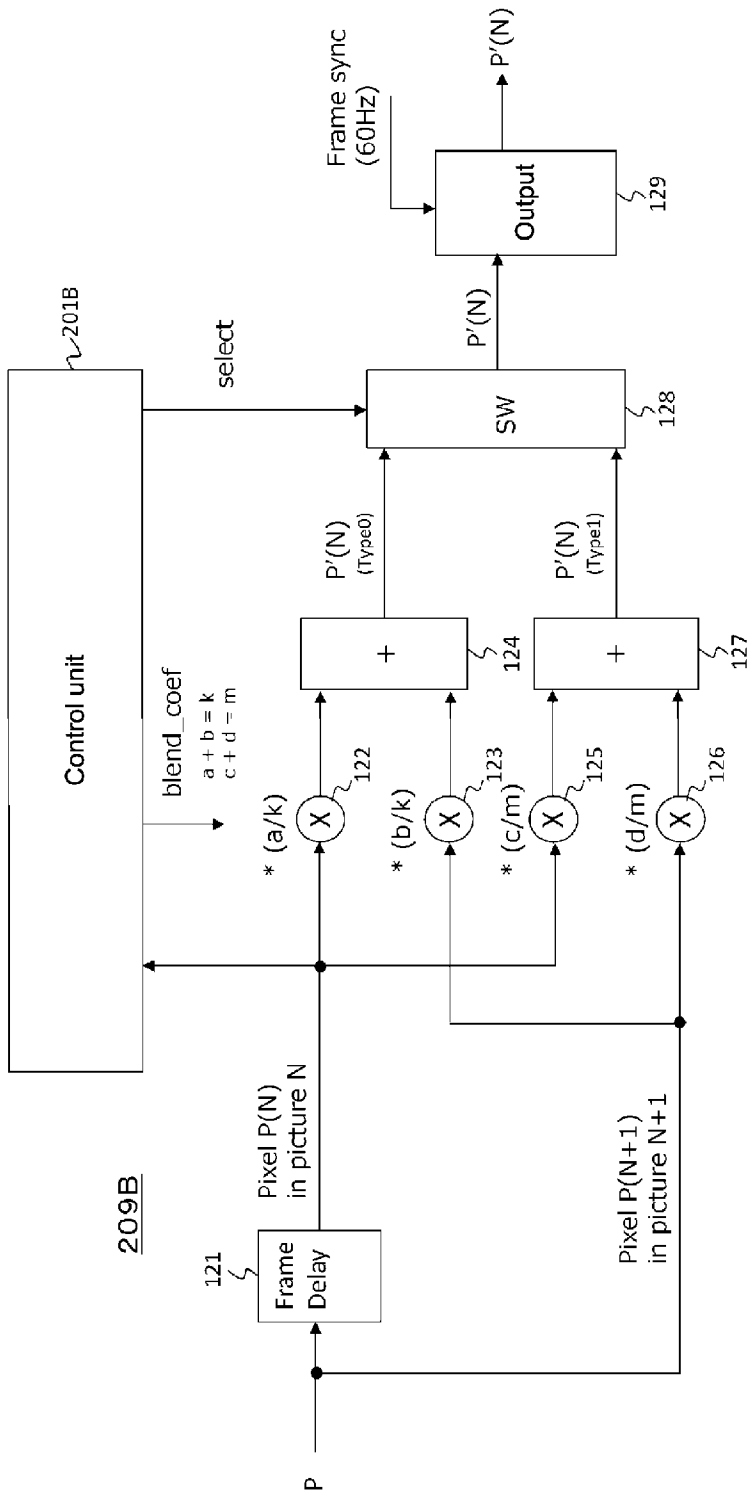 209B
201B
Control unit
blend_coef
a + b = k
c + d = m
select
P
121
Frame
Delay
Pixel P(N)
in picture N
Pixel P(N+1)
in picture N+1
* (a/k)
X
122
* (b/k)
X
123
* (c/m)
X
125
* (d/m)
X
126
+
124
+
127
P'(N)
(Type0)
P'(N)
(Type1)
SW
128
P'(N)
Frame sync
(60Hz)
Output
129
P'(N)